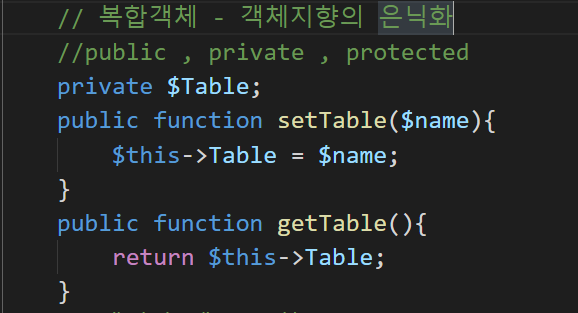 // 복합객체 - 객체지향의 은닉화
//public , private , protected
private $Table;
public function setTable($name){
$this->Table = $name;
}
public function getTable(){
return $this->Table;
}